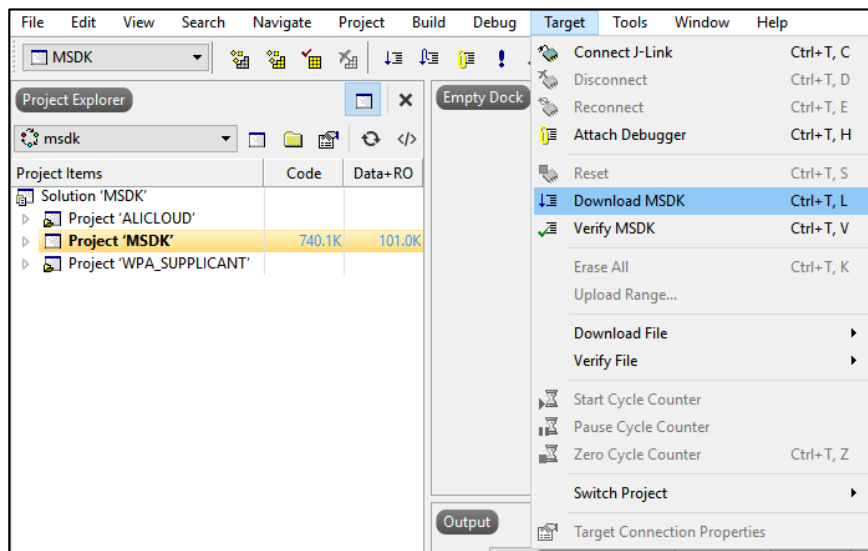 File Edit View Search Navigate Project Build Debug Target Tools Window Help
MSDK
Project Explorer
msdk
Project Items Code Data+RO
Solution 'MSDK'
Project 'ALICLOUD'
Project 'MSDK' 740.1K 101.0K
Project 'WPA_SUPPLICANT'
Empty Dock
Output
Connect J-Link Ctrl+T, C
Disconnect Ctrl+T, D
Reconnect Ctrl+T, E
Attach Debugger Ctrl+T, H
Reset Ctrl+T, S
Download MSDK Ctrl+T, L
Verify MSDK Ctrl+T, V
Erase All Ctrl+T, K
Upload Range...
Download File
Verify File
Start Cycle Counter
Pause Cycle Counter
Zero Cycle Counter Ctrl+T, Z
Switch Project
Target Connection Properties